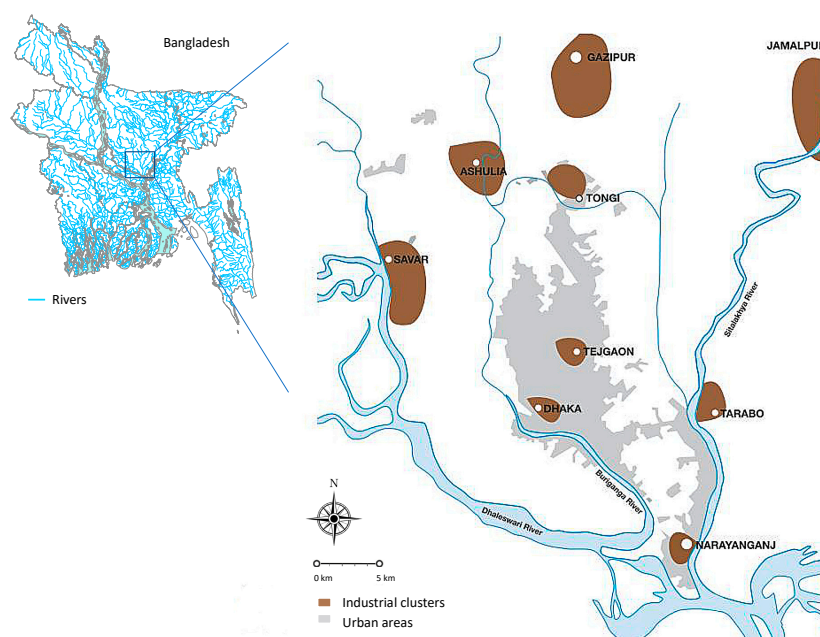 Bangladesh
Rivers
GAZIPUR
JAMALPUR
ASHULIA
TONGI
SAVAR
Sitalakhya River
TEJGAON
DHAKA
TARABO
Buriganga River
Dhaleswari River
N
NARAYANGANJ
0 km 5 km
Industrial clusters
Urban areas